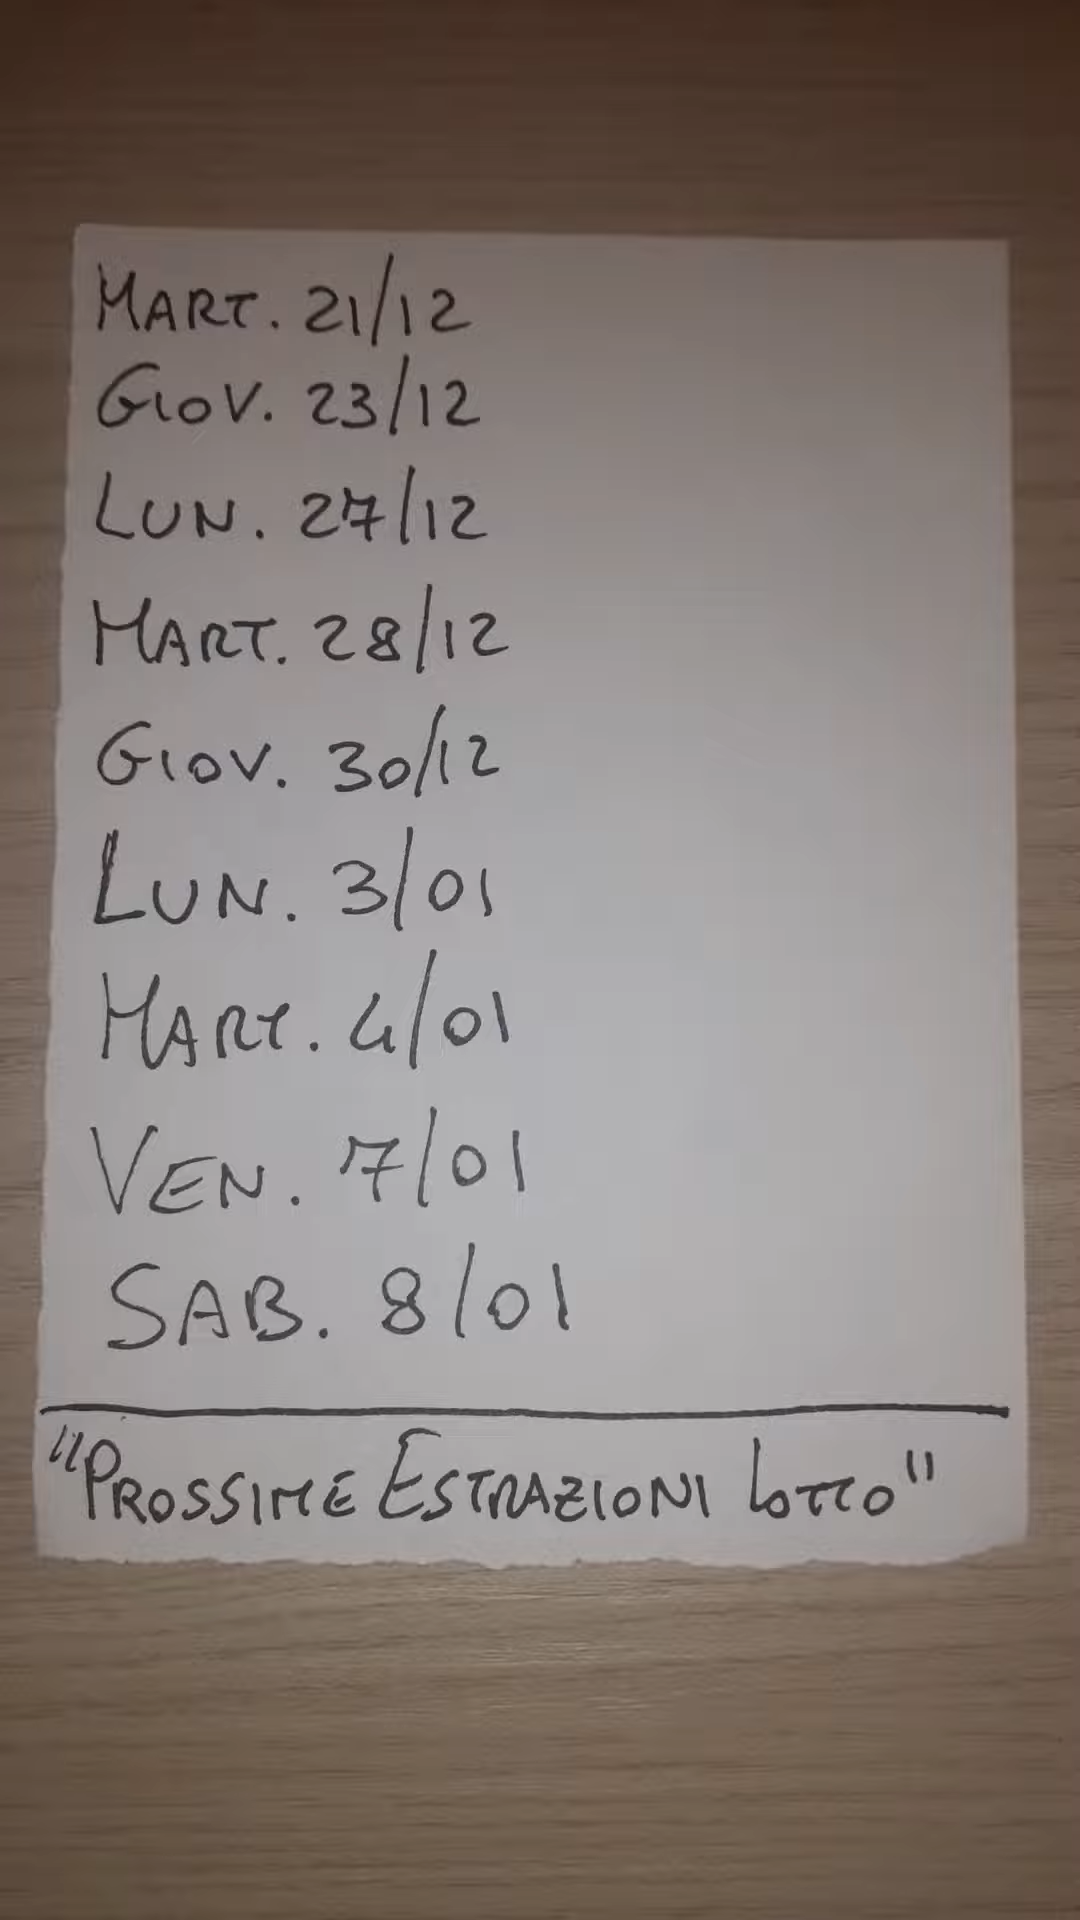 MART. 21/12
GIOV. 23/12
LUN. 27/12
MART. 28/12
GIOV. 30/12
LUN. 3/01
MART. 4/01
VEN. 7/01
SAB. 8/01
"PROSSIME ESTRAZIONI LOTTO"